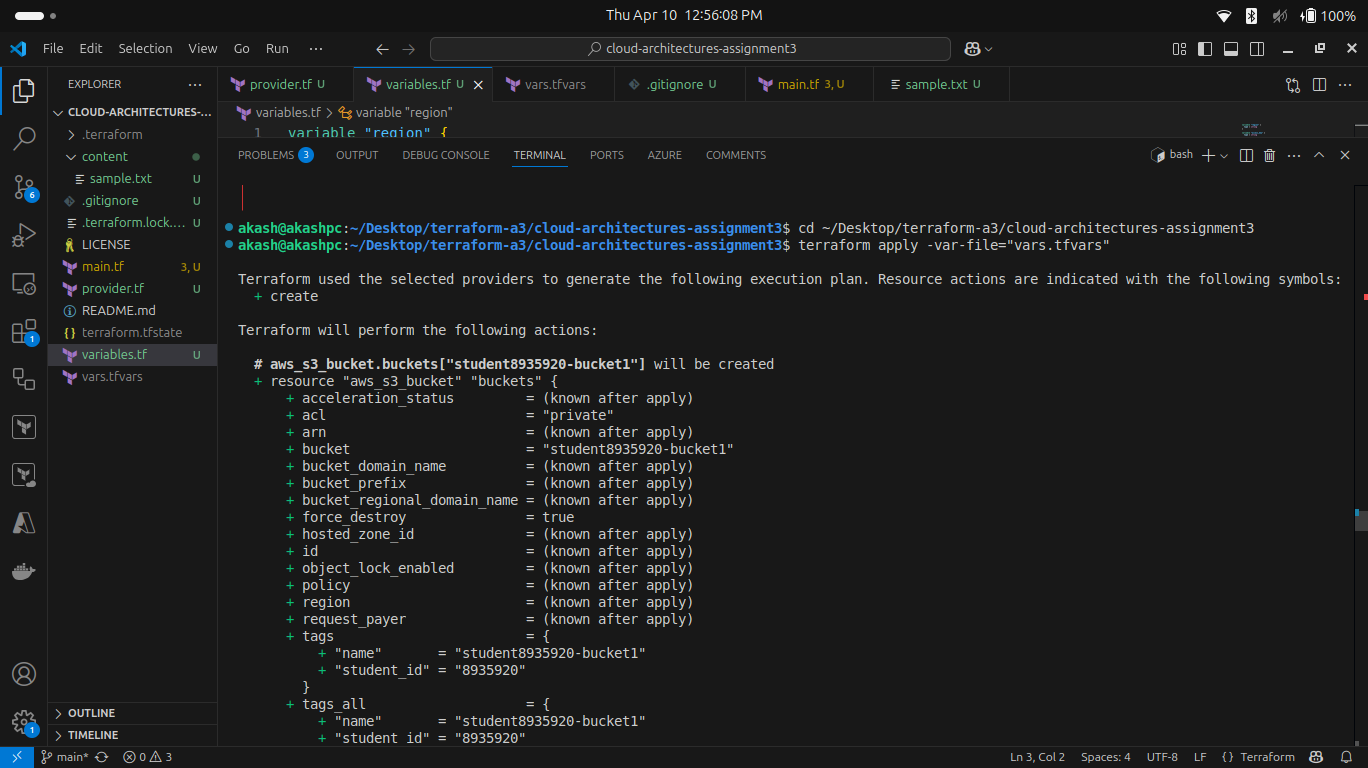 Thu Apr 10 12:56:08 PM
100%
File Edit Selection View Go Run ···
cloud-architectures-assignment3
EXPLORER
CLOUD-ARCHITECTURES-...
.terraform
content
sample.txt U
.gitignore U
.terraform.lock.... U
LICENSE
main.tf 3, U
provider.tf U
README.md
terraform.tfstate
variables.tf U
vars.tfvars
OUTLINE
TIMELINE
6
1
1
provider.tf U
variables.tf U
vars.tfvars
.gitignore U
main.tf 3, U
sample.txt U
variables.tf > variable "region"
1 variable "region" {
PROBLEMS 3 OUTPUT DEBUG CONSOLE TERMINAL PORTS AZURE COMMENTS
bash
akash@akashpc:~/Desktop/terraform-a3/cloud-architectures-assignment3$ cd ~/Desktop/terraform-a3/cloud-architectures-assignment3
akash@akashpc:~/Desktop/terraform-a3/cloud-architectures-assignment3$ terraform apply -var-file="vars.tfvars"
Terraform used the selected providers to generate the following execution plan. Resource actions are indicated with the following symbols:
+ create
Terraform will perform the following actions:
# aws_s3_bucket.buckets["student8935920-bucket1"] will be created
+ resource "aws_s3_bucket" "buckets" {
+ acceleration_status = (known after apply)
+ acl = "private"
+ arn = (known after apply)
+ bucket = "student8935920-bucket1"
+ bucket_domain_name = (known after apply)
+ bucket_prefix = (known after apply)
+ bucket_regional_domain_name = (known after apply)
+ force_destroy = true
+ hosted_zone_id = (known after apply)
+ id = (known after apply)
+ object_lock_enabled = (known after apply)
+ policy = (known after apply)
+ region = (known after apply)
+ request_payer = (known after apply)
+ tags = {
+ "name" = "student8935920-bucket1"
+ "student_id" = "8935920"
}
+ tags_all = {
+ "name" = "student8935920-bucket1"
+ "student_id" = "8935920"
main* 0 3
Ln 3, Col 2 Spaces: 4 UTF-8 LF { } Terraform